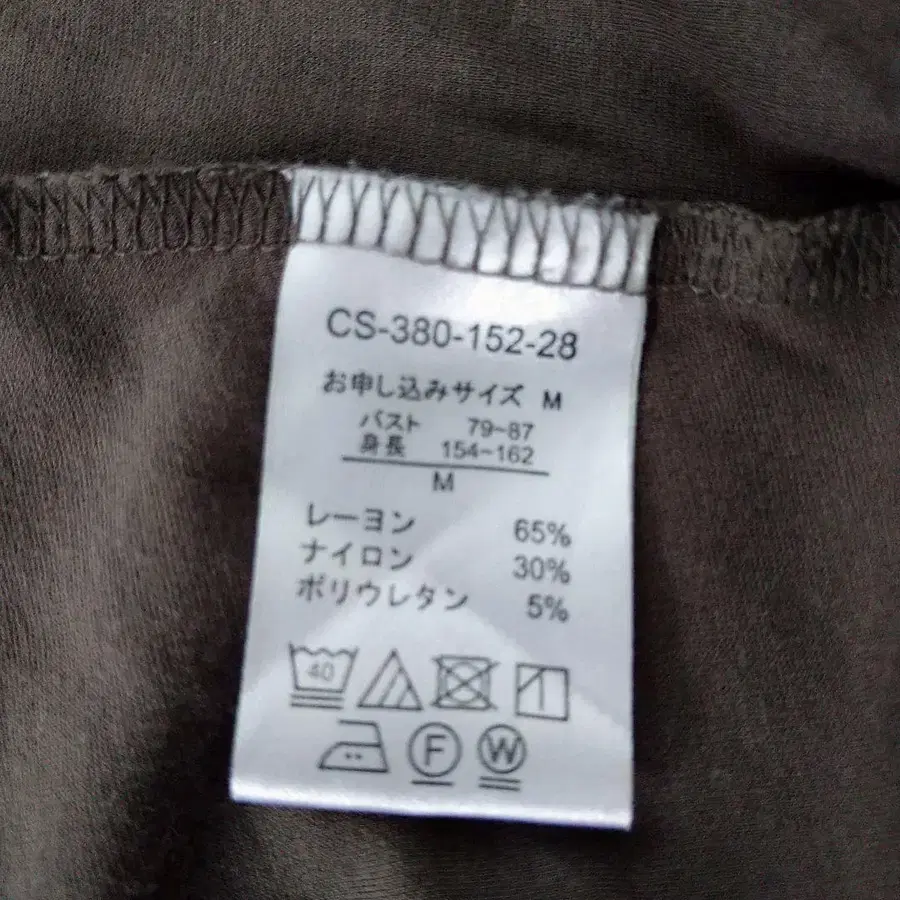 CS-380-152-28
お申し込みサイズ M
バスト 79~87
身長 154~162
M
レーヨン 65%
ナイロン 30%
ポリウレタン 5%
40
F W